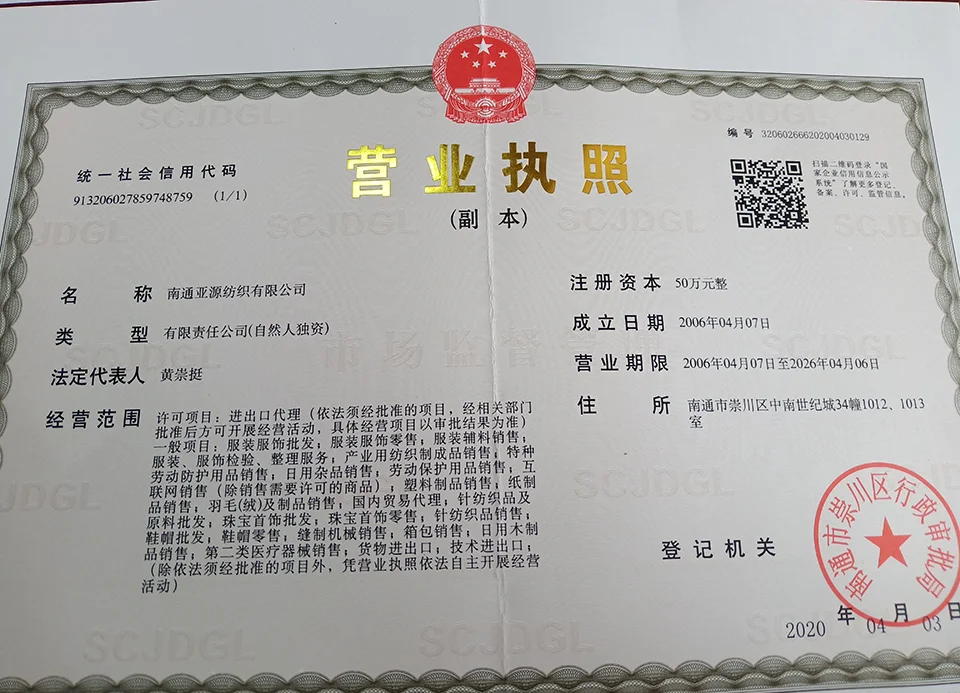 编号 320602666202004030129
统一社会信用代码
91320602785974875​9 (1/1)
营业执照
(副 本)
扫描二维码登录“国
家企业信用信息公示
系统”了解更多登记、
备案、许可、监管信息。
名称 南通亚源纺织有限公司
类型 有限责任公司(自然人独资)
法定代表人 黄崇挺
经营范围 许可项目：进出口代理（依法须经批准的项目，经相关部门
批准后方可开展经营活动，具体经营项目以审批结果为准）
一般项目：服装服饰批发；服装服饰零售；服装辅料销售；
服装、服饰检验、整理服务；产业用纺织制成品销售；特种
劳动防护用品销售；日用杂品销售；劳动保护用品销售；互
联网销售（除销售需要许可的商品）；塑料制品销售；纸制
品销售；羽毛(绒)及制品销售；国内贸易代理；针纺织品及
原料批发；珠宝首饰批发；珠宝首饰零售；针纺织品销售；
鞋帽批发；鞋帽零售；缝制机械销售；箱包销售；日用木制
品销售；第二类医疗器械销售；货物进出口；技术进出口；
（除依法须经批准的项目外，凭营业执照依法自主开展经营
活动）
注册资本 50万元整
成立日期 2006年04月07日
营业期限 2006年04月07日至2026年04月06日
住所 南通市崇川区中南世纪城34幢1012、1013
室
登记机关
南通市崇川区行政审批局
2020 年 04 月 03 日
SCJDGL
市场监督管理